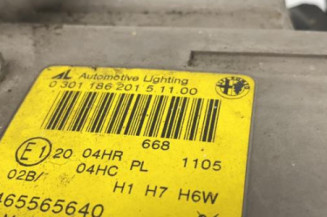 AL Automotive Lighting
0 301 186 201 5.11.00
668
E1 20 04HR PL 1105
02B/ 04HC
H1 H7 H6W
465565640